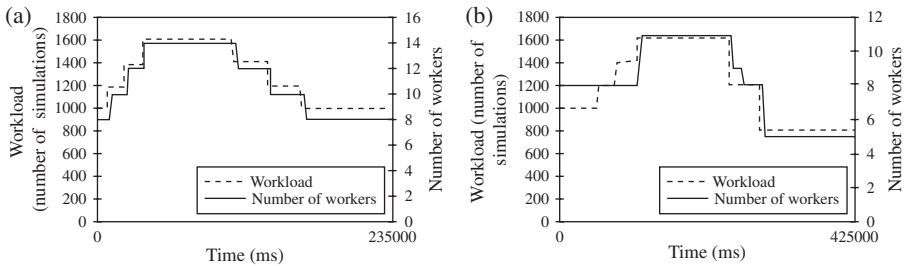 (a)
Workload
(number of simulations)
1800
1600
1400
1200
1000
800
600
400
200
0
16
14
12
10
8
6
4
2
0
Number of workers
Workload
Number of workers
0
235000
Time (ms)
(b)
Workload (number of
simulations)
1800
1600
1400
1200
1000
800
600
400
200
0
12
10
8
6
4
2
0
Number of workers
Workload
Number of workers
0
425000
Time (ms)